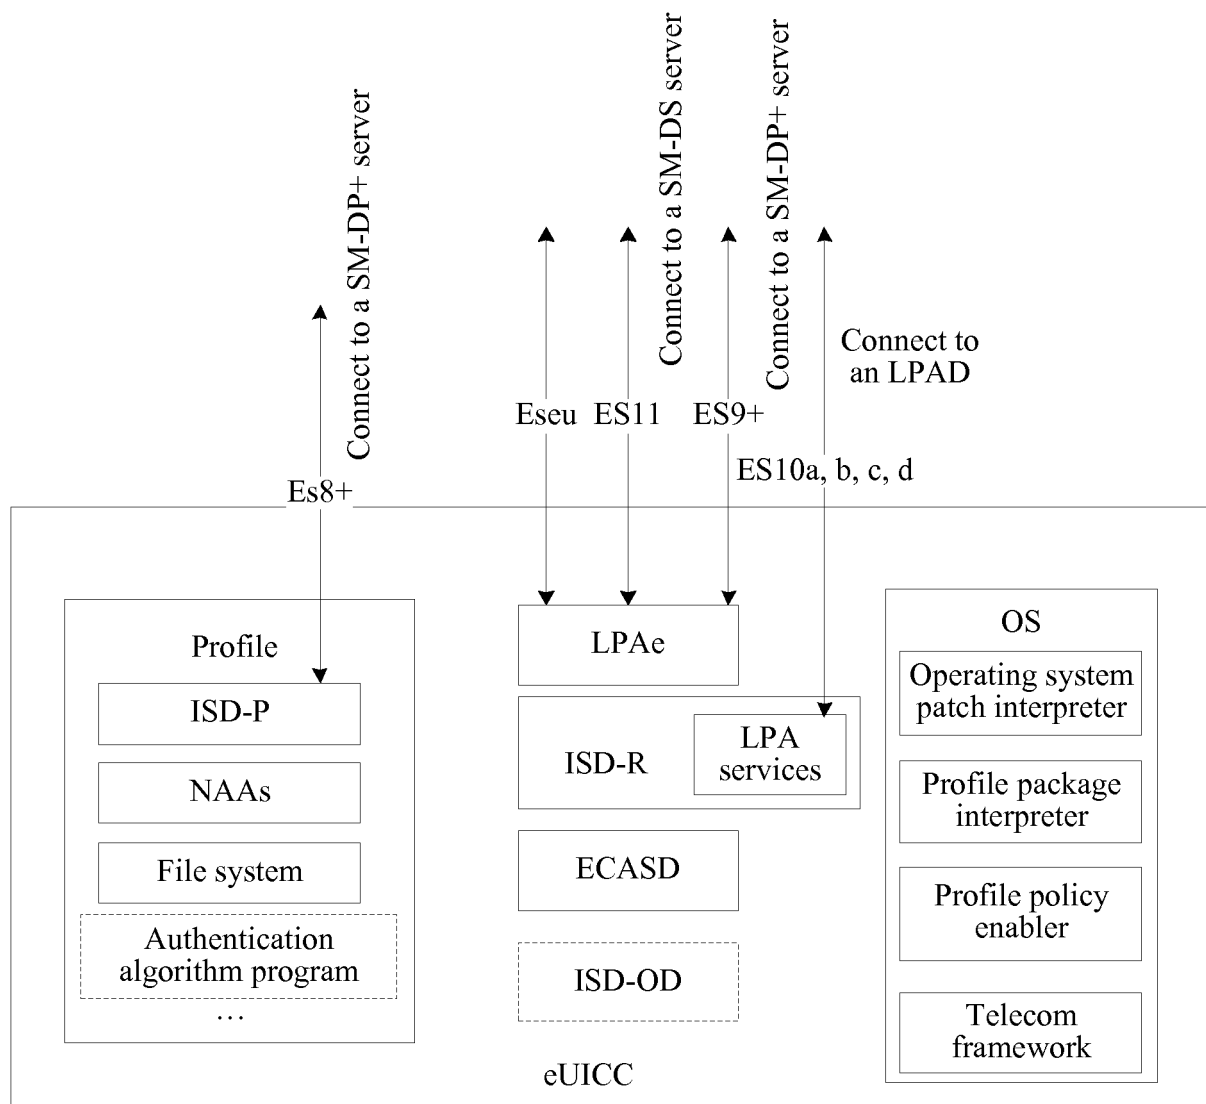 Connect to a SM-DP+ server
Connect to a SM-DS server
Connect to a SM-DP+ server
Connect to
an LPAD
Eseu
ES11
ES9+
ES10a, b, c, d
Es8+
Profile
ISD-P
NAAs
File system
Authentication
algorithm program
…
LPAe
ISD-R
LPA
services
ECASD
ISD-OD
eUICC
OS
Operating system
patch interpreter
Profile package
interpreter
Profile policy
enabler
Telecom
framework